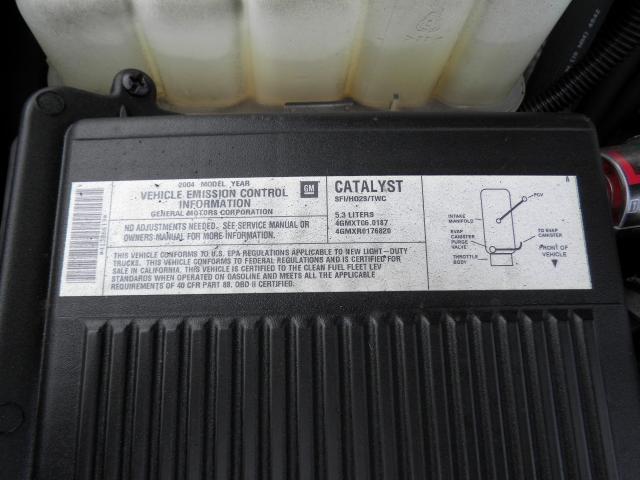 2004 MODEL YEAR
VEHICLE EMISSION CONTROL
INFORMATION
GENERAL MOTORS CORPORATION
GM
NO ADJUSTMENTS NEEDED. SEE SERVICE MANUAL OR
OWNERS MANUAL FOR MORE INFORMATION.
CATALYST
SFI/HO2S/TWC
5.3 LITERS
4GMXT06.0187
4GMXR0176820
THIS VEHICLE CONFORMS TO U.S. EPA REGULATIONS APPLICABLE TO NEW LIGHT-DUTY
TRUCKS. THIS VEHICLE CONFORMS TO FEDERAL REGULATIONS AND IS CERTIFIED FOR
SALE IN CALIFORNIA. THIS VEHICLE IS CERTIFIED TO THE CLEAN FUEL FLEET LEV
STANDARDS WHEN OPERATED ON GASOLINE AND MEETS ALL THE APPLICABLE
REQUIREMENTS OF 40 CFR PART 88. OBD II CERTIFIED.
A
PCV
INTAKE
MANIFOLD
EVAP
CANISTER
PURGE
VALVE
THROTTLE
BODY
TO EVAP
CANISTER
FRONT OF
VEHICLE